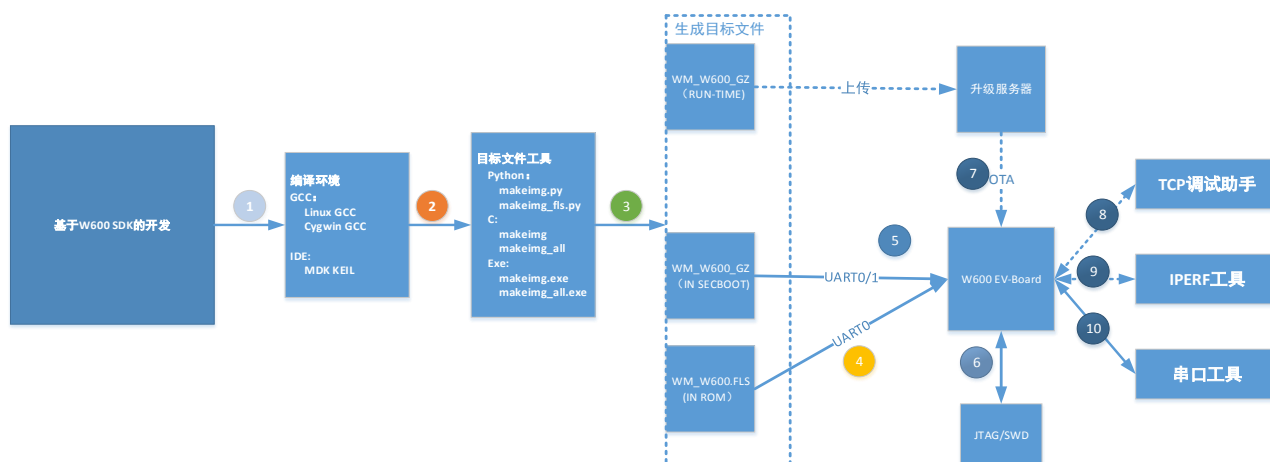 生成目标文件
WM_W600_GZ
（RUN-TIME)
上传
升级服务器
7
OTA
基于W600 SDK的开发
1
编译环境
GCC：
Linux GCC
Cygwin GCC
IDE:
MDK KEIL
2
目标文件工具
Python：
makeimg.py
makeimg_fls.py
C:
makeimg
makeimg_all
Exe:
makeimg.exe
makeimg_all.exe
3
WM_W600_GZ
（IN SECBOOT)
5
UART0/1
WM_W600.FLS
(IN ROM）
UART0
4
W600 EV-Board
6
JTAG/SWD
8
TCP调试助手
9
IPERF工具
10
串口工具